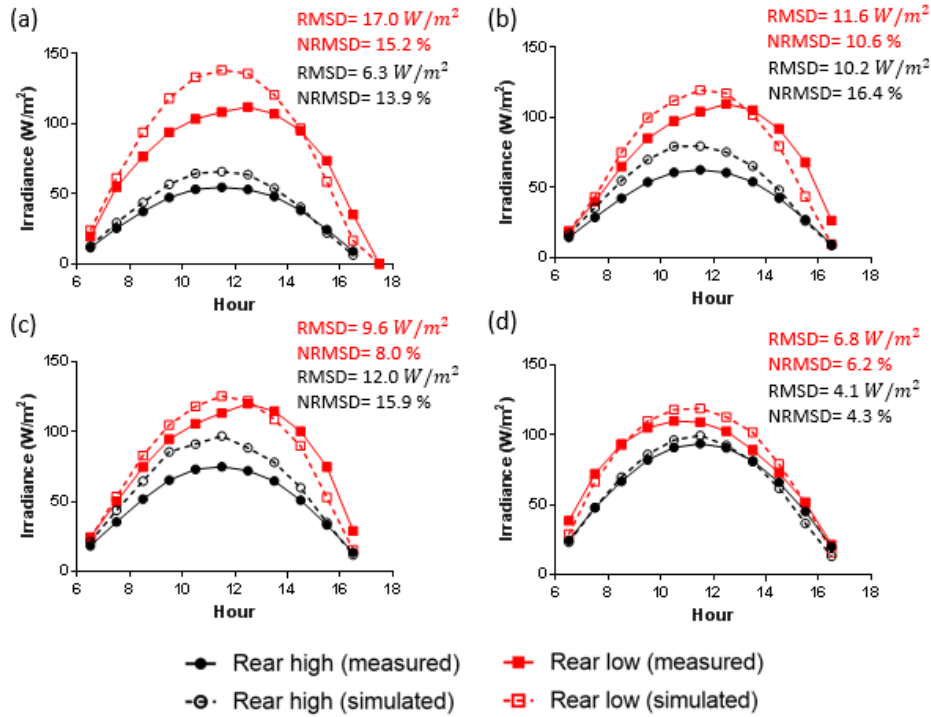 (a)
RMSD= 17.0 W/m²
NRMSD= 15.2 %
RMSD= 6.3 W/m²
NRMSD= 13.9 %
150
100
50
0
Irradiance (W/m²)
6 8 10 12 14 16 18
Hour
(b)
RMSD= 11.6 W/m²
NRMSD= 10.6 %
RMSD= 10.2 W/m²
NRMSD= 16.4 %
150
100
50
0
Irradiance (W/m²)
6 8 10 12 14 16 18
Hour
(c)
RMSD= 9.6 W/m²
NRMSD= 8.0 %
RMSD= 12.0 W/m²
NRMSD= 15.9 %
150
100
50
0
Irradiance (W/m²)
6 8 10 12 14 16 18
Hour
(d)
RMSD= 6.8 W/m²
NRMSD= 6.2 %
RMSD= 4.1 W/m²
NRMSD= 4.3 %
150
100
50
0
Irradiance (W/m²)
6 8 10 12 14 16 18
Hour
Rear high (measured)
Rear low (measured)
Rear high (simulated)
Rear low (simulated)